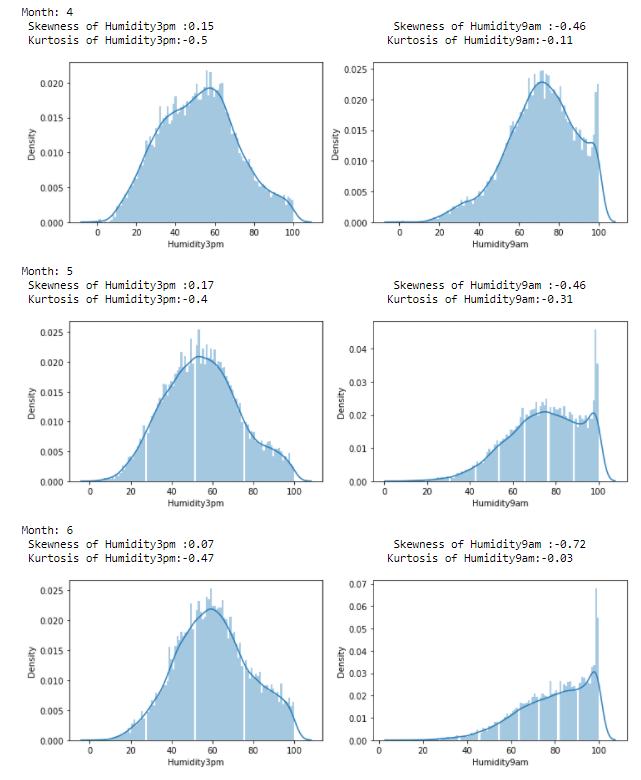 Month: 4
Skewness of Humidity3pm :0.15
Skewness of Humidity9am :-0.46
Kurtosis of Humidity3pm:-0.5
Kurtosis of Humidity9am:-0.11
0.020
0.015
0.010
0.005
0.000
Density
0 20 40 60 80 100
Humidity3pm
0.025
0.020
0.015
0.010
0.005
0.000
Density
0 20 40 60 80 100
Humidity9am
Month: 5
Skewness of Humidity3pm :0.17
Skewness of Humidity9am :-0.46
Kurtosis of Humidity3pm:-0.4
Kurtosis of Humidity9am:-0.31
0.025
0.020
0.015
0.010
0.005
0.000
Density
0 20 40 60 80 100
Humidity3pm
0.04
0.03
0.02
0.01
0.00
Density
0 20 40 60 80 100
Humidity9am
Month: 6
Skewness of Humidity3pm :0.07
Skewness of Humidity9am :-0.72
Kurtosis of Humidity3pm:-0.47
Kurtosis of Humidity9am:-0.03
0.025
0.020
0.015
0.010
0.005
0.000
Density
0 20 40 60 80 100
Humidity3pm
0.07
0.06
0.05
0.04
0.03
0.02
0.01
0.00
Density
0 20 40 60 80 100
Humidity9am